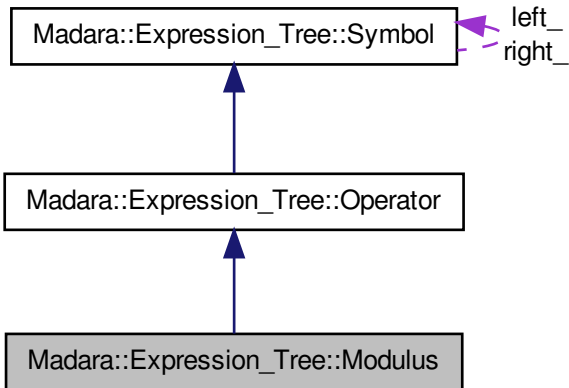 Madara::Expression_Tree::Symbol
left_
right_
Madara::Expression_Tree::Operator
Madara::Expression_Tree::Modulus